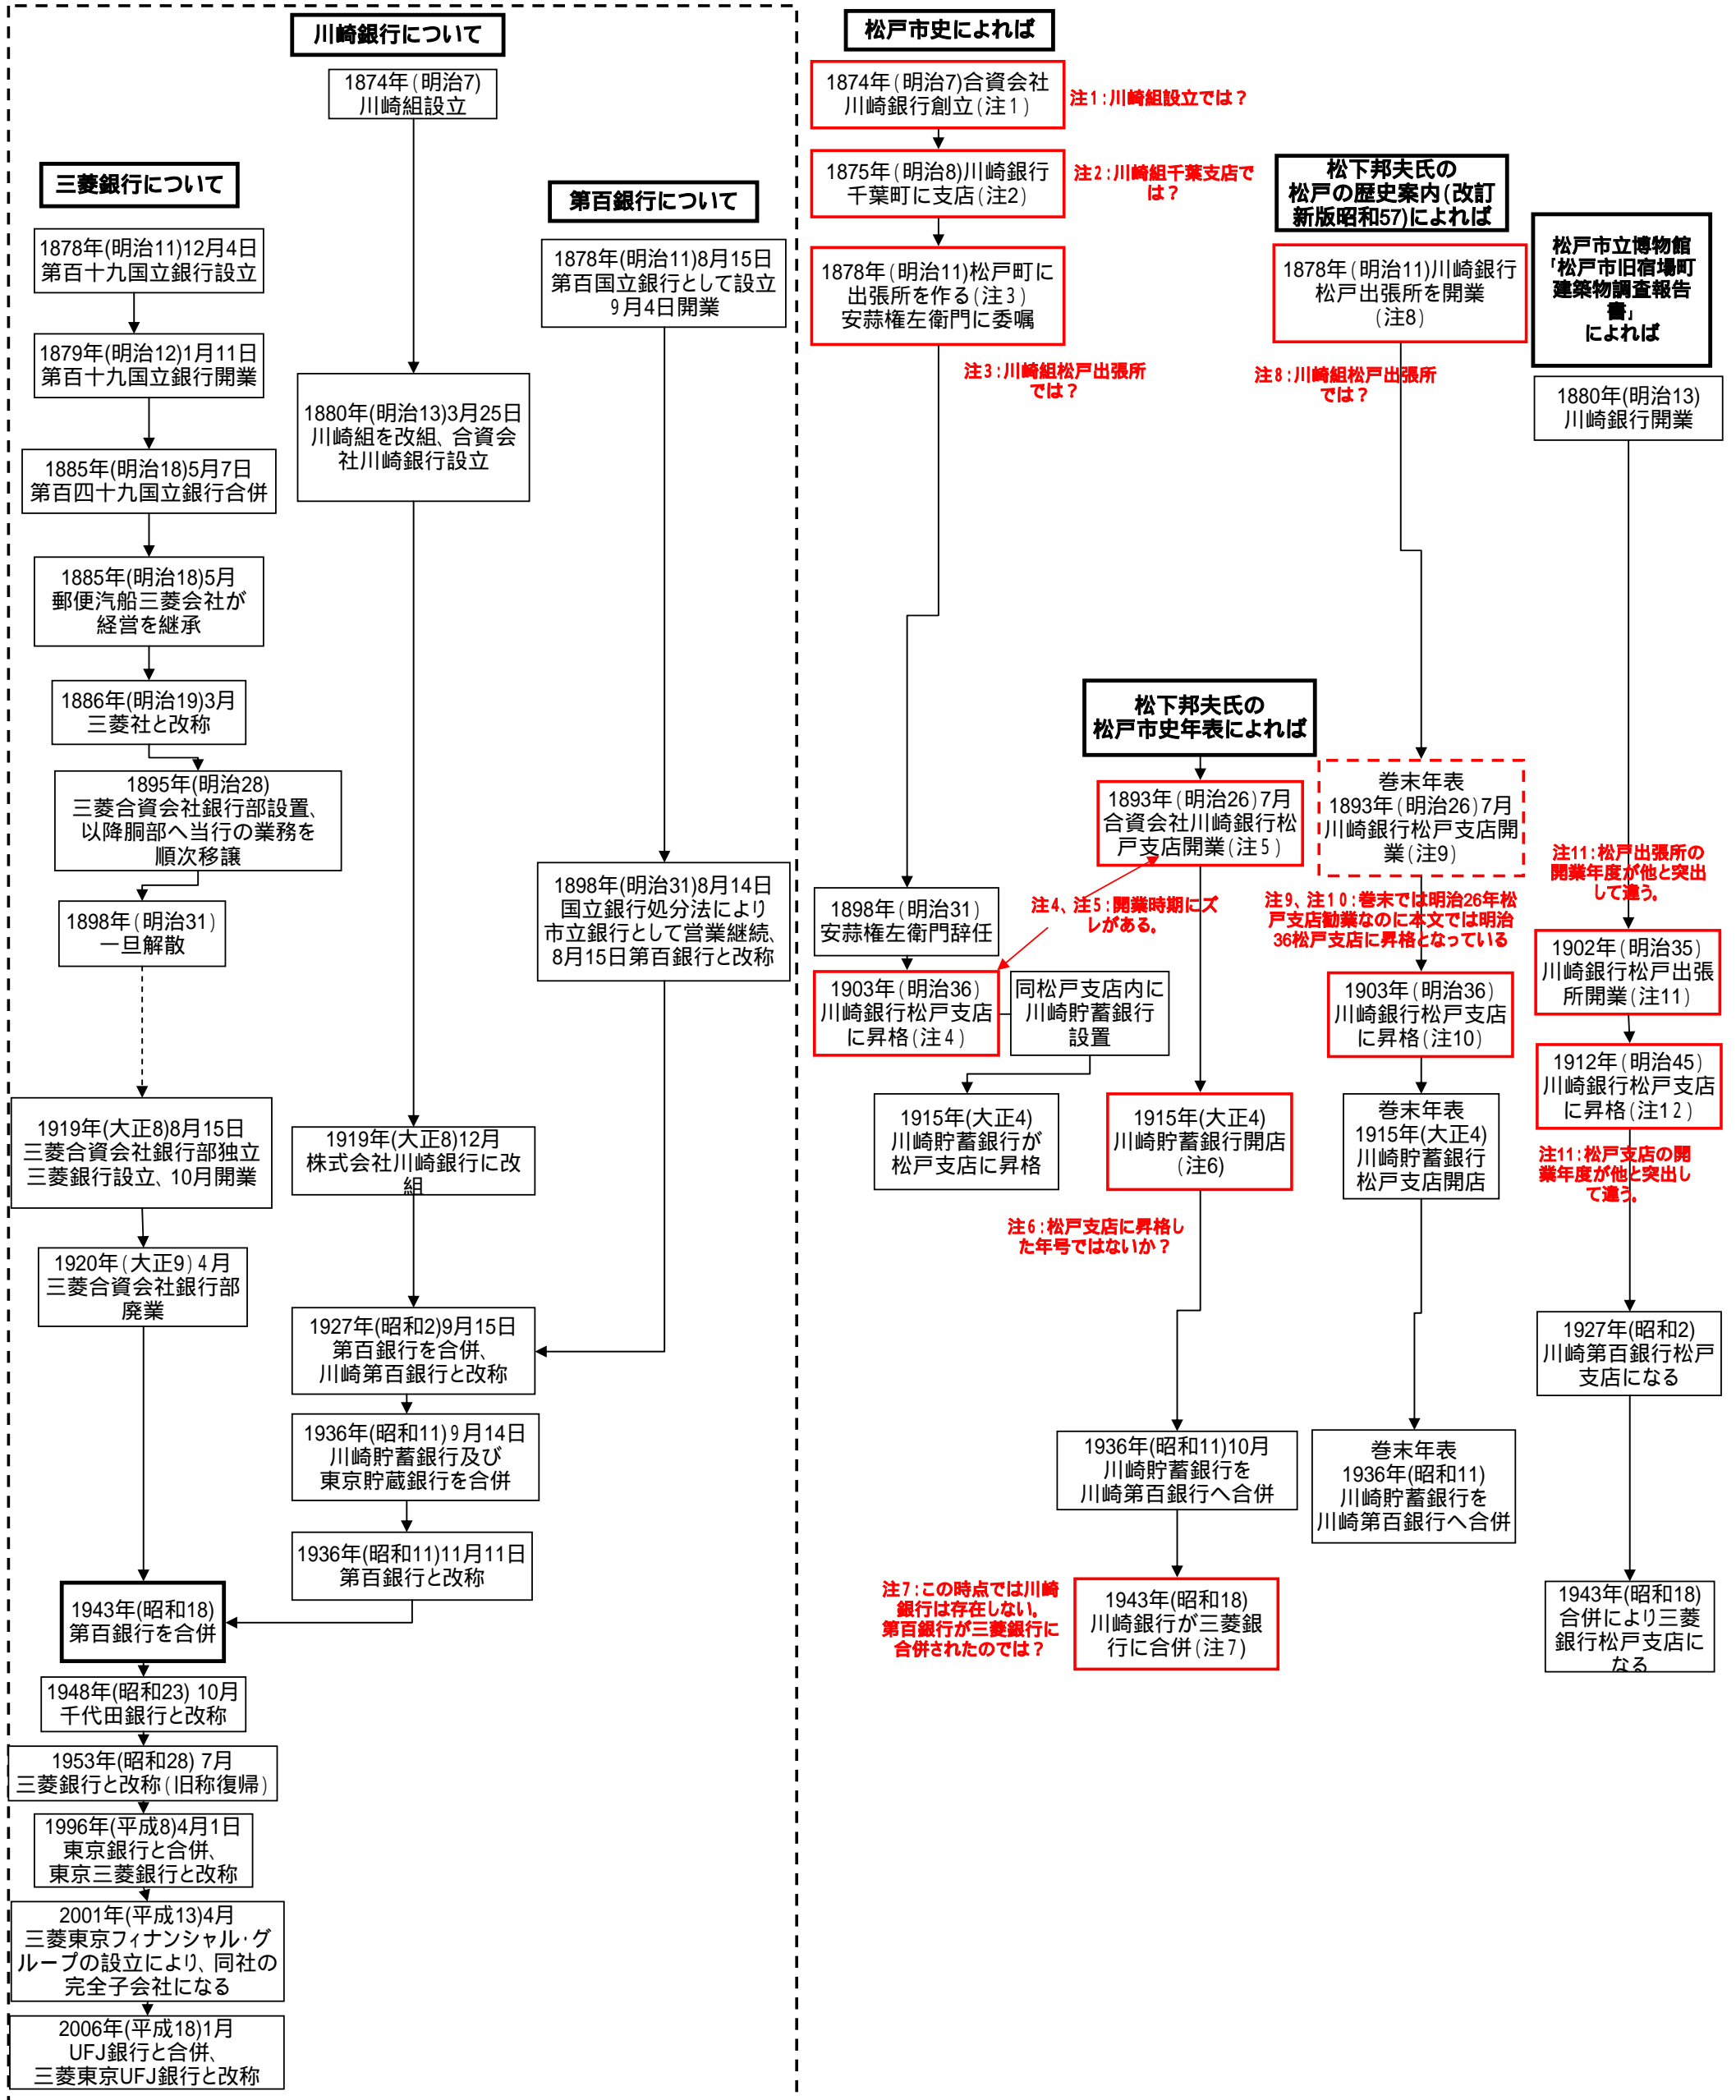 川崎銀行について
1874年(明治7)
川崎組設立
三菱銀行について
1878年(明治11)12月4日
第百十九国立銀行設立
1879年(明治12)1月11日
第百十九国立銀行開業
1885年(明治18)5月7日
第百四十九国立銀行合併
1885年(明治18)5月
郵便汽船三菱会社が
経営を継承
1886年(明治19)3月
三菱社と改称
1895年(明治28)
三菱合資会社銀行部設置、
以降胴部へ当行の業務を
順次移譲
1898年(明治31)
一旦解散
1919年(大正8)8月15日
三菱合資会社銀行部独立
三菱銀行設立、10月開業
1920年(大正9)4月
三菱合資会社銀行部
廃業
1943年(昭和18)
第百銀行を合併
1948年(昭和23) 10月
千代田銀行と改称
1953年(昭和28) 7月
三菱銀行と改称(旧称復帰)
1996年(平成8)4月1日
東京銀行と合併、
東京三菱銀行と改称
2001年(平成13)4月
三菱東京フィナンシャル・グ
ループの設立により、同社の
完全子会社になる
2006年(平成18)1月
UFJ銀行と合併、
三菱東京UFJ銀行と改称
1880年(明治13)3月25日
川崎組を改組、合資会
社川崎銀行設立
1919年(大正8)12月
株式会社川崎銀行に改
組
1927年(昭和2)9月15日
第百銀行を合併、
川崎第百銀行と改称
1936年(昭和11)9月14日
川崎貯蓄銀行及び
東京貯蔵銀行を合併
1936年(昭和11)11月11日
第百銀行と改称
第百銀行について
1878年(明治11)8月15日
第百国立銀行として設立
9月4日開業
1898年(明治31)8月14日
国立銀行処分法により
市立銀行として営業継続、
8月15日第百銀行と改称
松戸市史によれば
1874年(明治7)合資会社
川崎銀行創立(注1)
注1:川崎組設立では?
1875年(明治8)川崎銀行
千葉町に支店(注2)
注2:川崎組千葉支店で
は?
1878年(明治11)松戸町に
出張所を作る(注3)
安蒜権左衛門に委嘱
注3:川崎組松戸出張所
では?
1898年(明治31)
安蒜権左衛門辞任
1903年(明治36)
川崎銀行松戸支店
に昇格(注4)
同松戸支店内に
川崎貯蓄銀行
設置
1915年(大正4)
川崎貯蓄銀行が
松戸支店に昇格
松下邦夫氏の
松戸市史年表によれば
1893年(明治26)7月
合資会社川崎銀行松
戸支店開業(注5)
注4、注5:開業時期にズ
レがある。
1915年(大正4)
川崎貯蓄銀行開店
(注6)
注6:松戸支店に昇格し
た年号ではないか?
1936年(昭和11)10月
川崎貯蓄銀行を
川崎第百銀行へ合併
1943年(昭和18)
川崎銀行が三菱銀
行に合併(注7)
注7:この時点では川崎
銀行は存在しない。
第百銀行が三菱銀行に
合併されたのでは?
松下邦夫氏の
松戸の歴史案内(改訂
新版昭和57)によれば
1878年(明治11)川崎銀行
松戸出張所を開業
(注8)
注8:川崎組松戸出張所
では?
巻末年表
1893年(明治26)7月
川崎銀行松戸支店開
業(注9)
注9、注10:巻末では明治26年松
戸支店勧業なのに本文では明治
36松戸支店に昇格となっている
1903年(明治36)
川崎銀行松戸支店
に昇格(注10)
巻末年表
1915年(大正4)
川崎貯蓄銀行
松戸支店開店
巻末年表
1936年(昭和11)
川崎貯蓄銀行を
川崎第百銀行へ合併
松戸市立博物館
「松戸市旧宿場町
建築物調査報告
書」
によれば
1880年(明治13)
川崎銀行開業
注11:松戸出張所の
開業年度が他と突出
して違う。
1902年(明治35)
川崎銀行松戸出張
所開業(注11)
1912年(明治45)
川崎銀行松戸支店
に昇格(注12)
注11:松戸支店の開
業年度が他と突出し
て違う。
1927年(昭和2)
川崎第百銀行松戸
支店になる
1943年(昭和18)
合併により三菱
銀行松戸支店に
なる